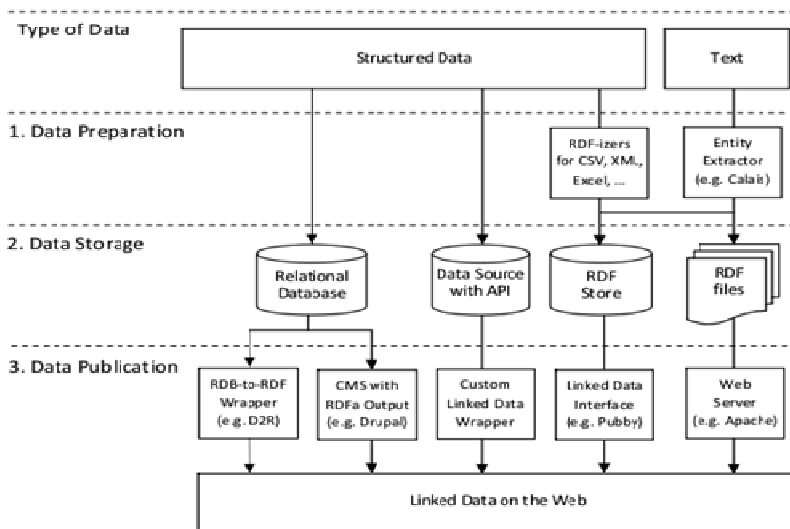 Type of Data
Structured Data
Text
1. Data Preparation
RDF-izers
for CSV, XML,
Excel, ...
Entity
Extractor
(e.g. Calais)
2. Data Storage
Relational
Database
Data Source
with API
RDF
Store
RDF
files
3. Data Publication
RDB-to-RDF
Wrapper
(e.g. D2R)
CMS with
RDFa Output
(e.g. Drupal)
Custom
Linked Data
Wrapper
Linked Data
Interface
(e.g. Pubby)
Web
Server
(e.g. Apache)
Linked Data on the Web